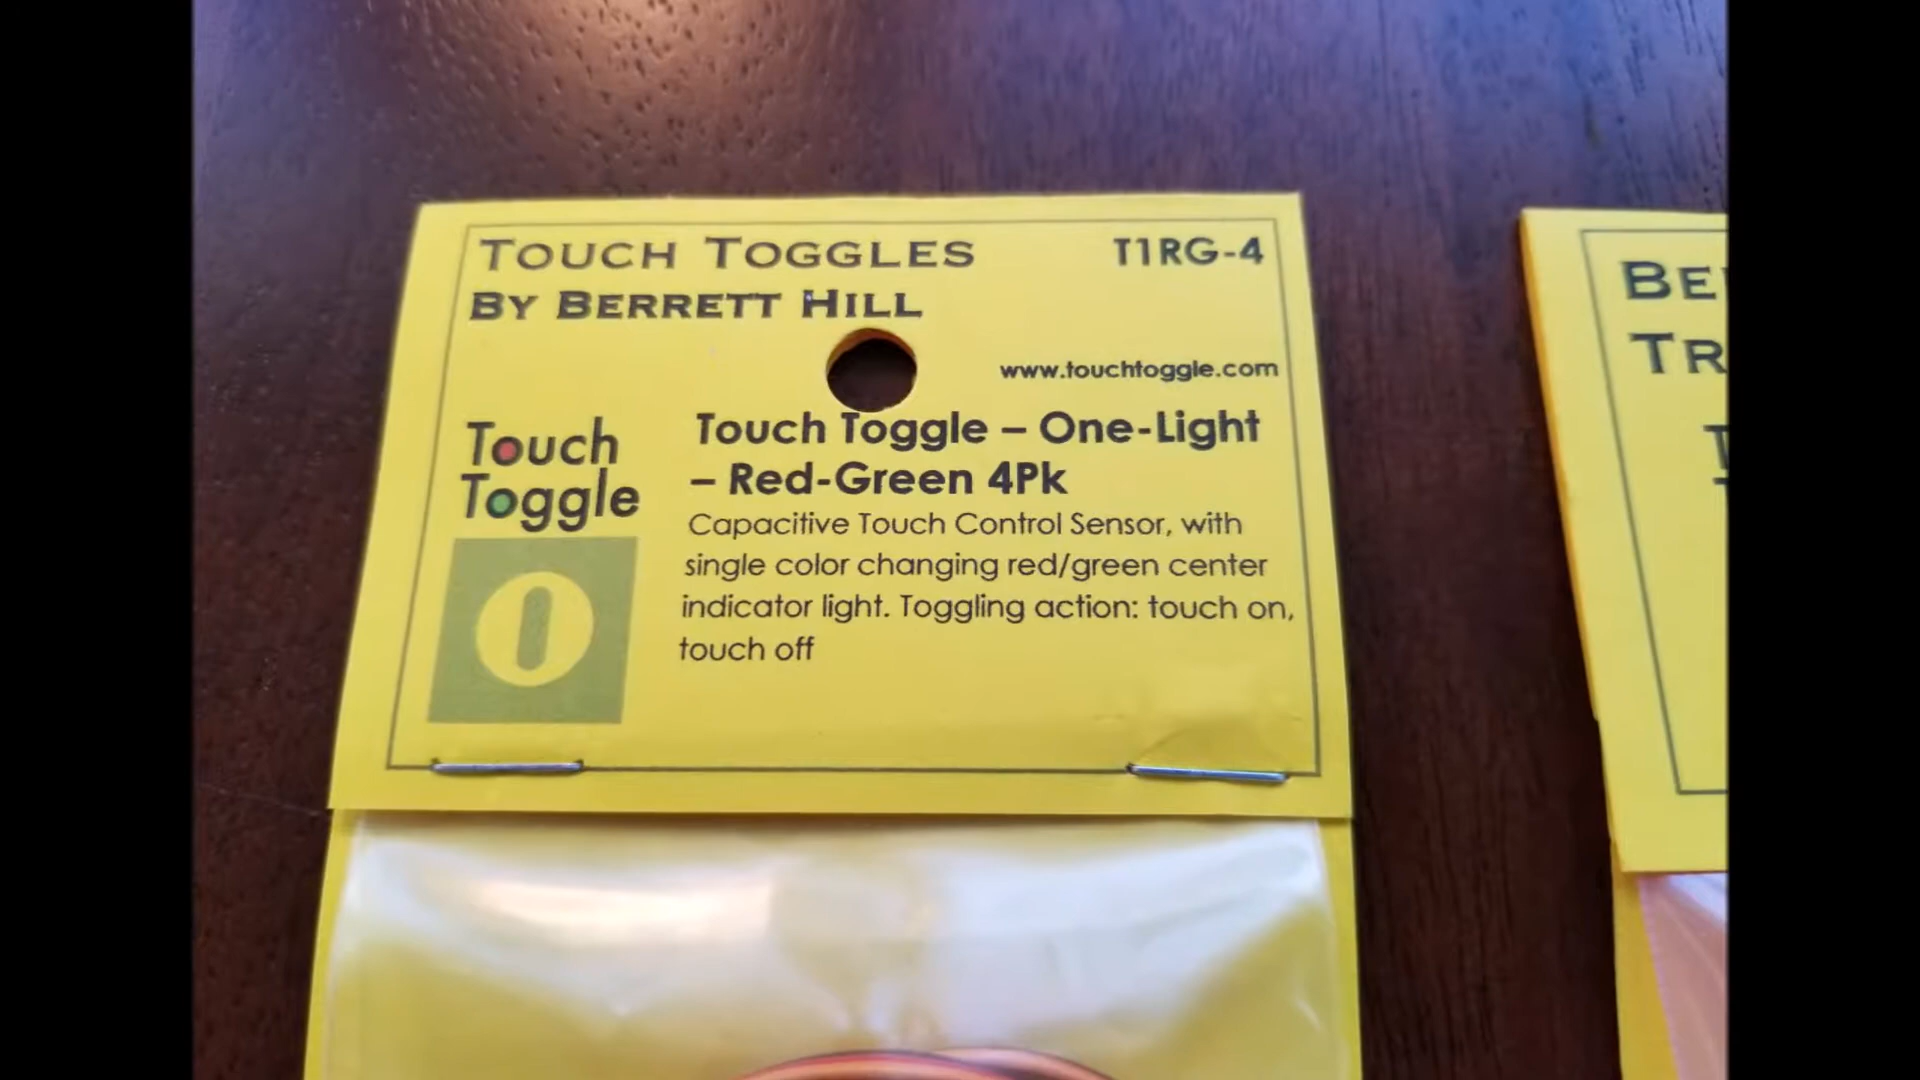 TOUCH TOGGLES
BY BERRETT HILL
T1RG-4
www.touchtoggle.com
Touch
Toggle
Touch Toggle – One-Light
– Red-Green 4Pk
Capacitive Touch Control Sensor, with
single color changing red/green center
indicator light. Toggling action: touch on,
touch off